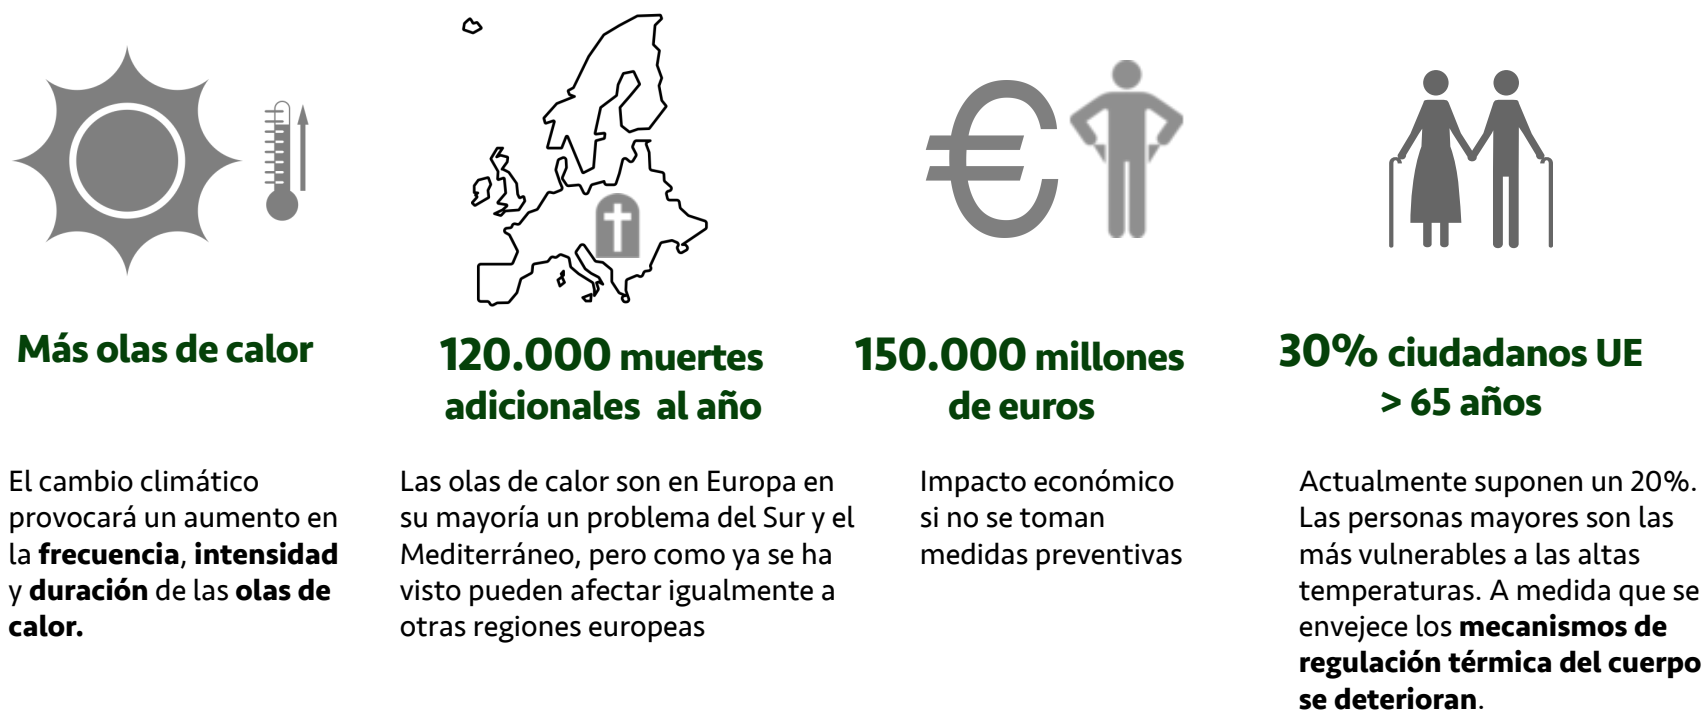 Más olas de calor
El cambio climático
provocará un aumento en
la frecuencia, intensidad
y duración de las olas de
calor.
120.000 muertes
adicionales al año
Las olas de calor son en Europa en
su mayoría un problema del Sur y el
Mediterráneo, pero como ya se ha
visto pueden afectar igualmente a
otras regiones europeas
150.000 millones
de euros
Impacto económico
si no se toman
medidas preventivas
30% ciudadanos UE
> 65 años
Actualmente suponen un 20%.
Las personas mayores son las
más vulnerables a las altas
temperaturas. A medida que se
envejece los mecanismos de
regulación térmica del cuerpo
se deterioran.